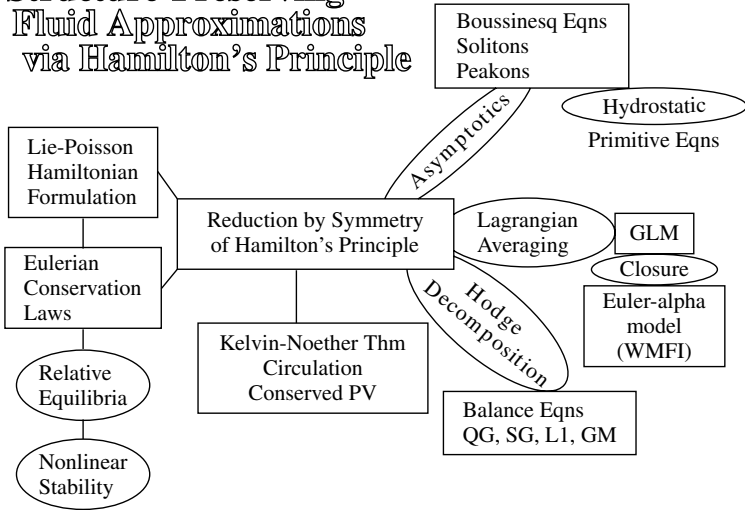 Fluid Approximations
via Hamilton's Principle
Boussinesq Eqns
Solitons
Peakons
Asymptotics
Hydrostatic
Primitive Eqns
Lie-Poisson
Hamiltonian
Formulation
Reduction by Symmetry
of Hamilton's Principle
Lagrangian
Averaging
GLM
Closure
Euler-alpha
model
(WMFI)
Eulerian
Conservation
Laws
Hodge
Decomposition
Kelvin-Noether Thm
Circulation
Conserved PV
Relative
Equilibria
Balance Eqns
QG, SG, L1, GM
Nonlinear
Stability